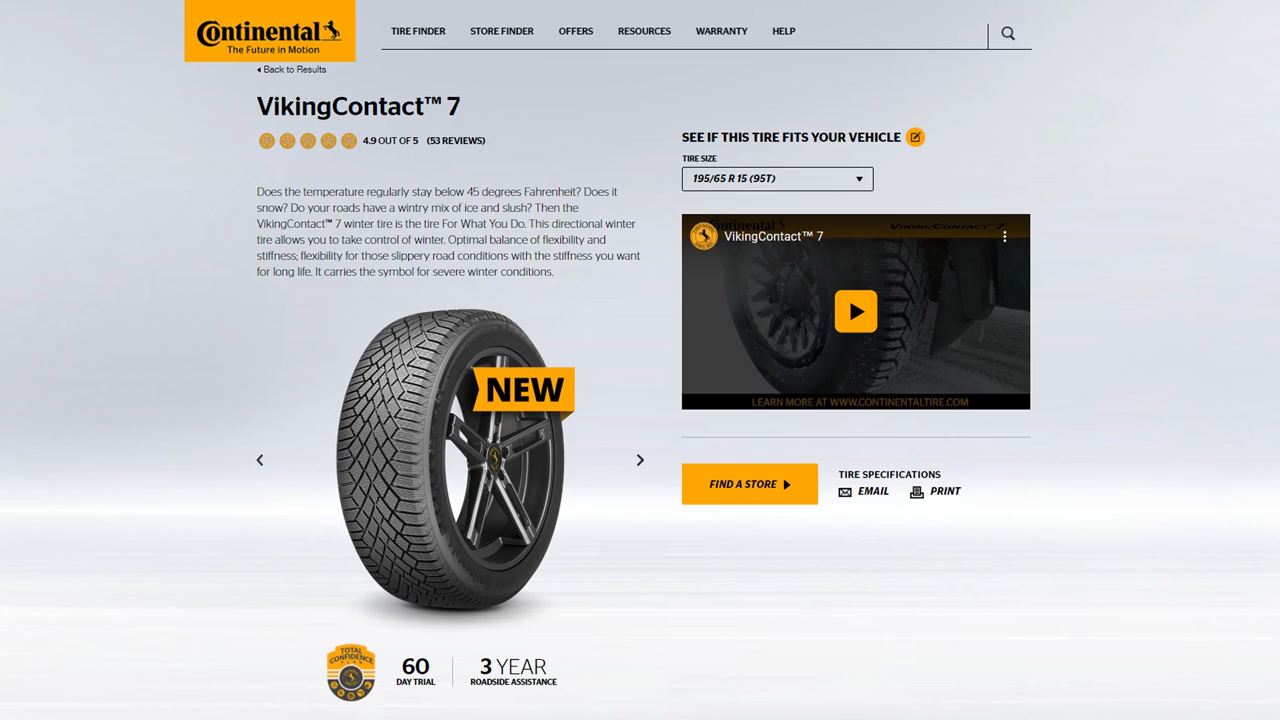 Continental
The Future in Motion
TIRE FINDER STORE FINDER OFFERS RESOURCES WARRANTY HELP
Back to Results
VikingContact™ 7
4.9 OUT OF 5 (53 REVIEWS)
Does the temperature regularly stay below 45 degrees Fahrenheit? Does it
snow? Do your roads have a wintry mix of ice and slush? Then the
VikingContact™ 7 winter tire is the tire For What You Do. This directional winter
tire allows you to take control of winter. Optimal balance of flexibility and
stiffness; flexibility for those slippery road conditions with the stiffness you want
for long life. It carries the symbol for severe winter conditions.
NEW
TOTAL
CONFIDENCE
PLAN
60
DAY TRIAL
3 YEAR
ROADSIDE ASSISTANCE
SEE IF THIS TIRE FITS YOUR VEHICLE
TIRE SIZE
195/65 R 15 (95T)
Continental
VIKINGCONTACT 7
VikingContact™ 7
LEARN MORE AT WWW.CONTINENTALTIRE.COM
FIND A STORE
TIRE SPECIFICATIONS
EMAIL PRINT